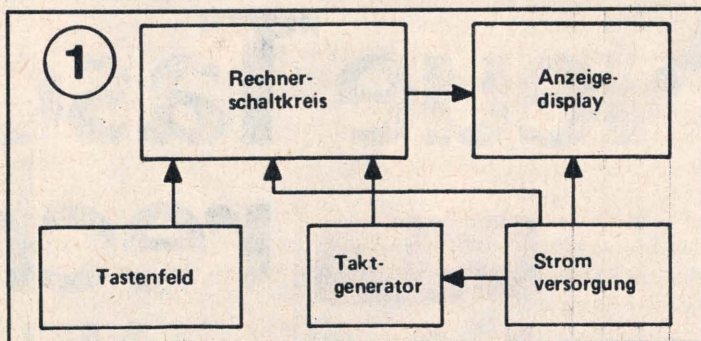 1
Rechner-
schaltkreis
Anzeige-
display
Tastenfeld
Takt-
generator
Strom
versorgung